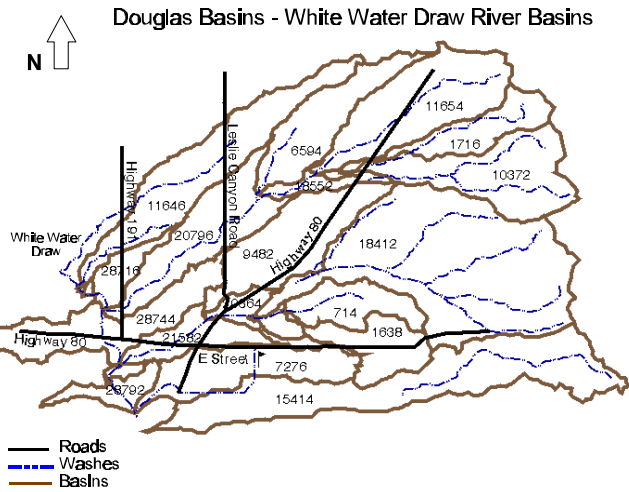 Douglas Basins - White Water Draw River Basins
N
11654
6594
1716
18552
10372
Highway 191
Leslie Canyon Road
11646
20796
18412
White Water
Draw
9482
Highway 80
28716
20364
714
28744
1638
21582
Highway 80
E Street
7276
28792
15414
Roads
Washes
Basins